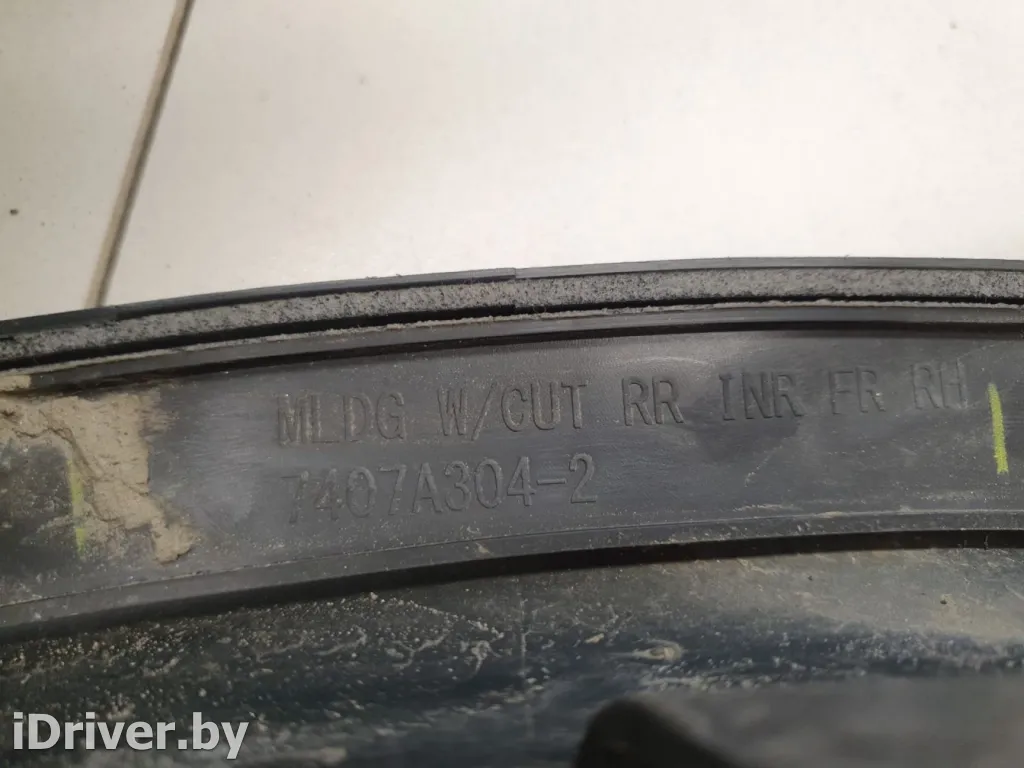 MLDG W/CUT RR INR FR RH
7407A304-2
iDriver.by